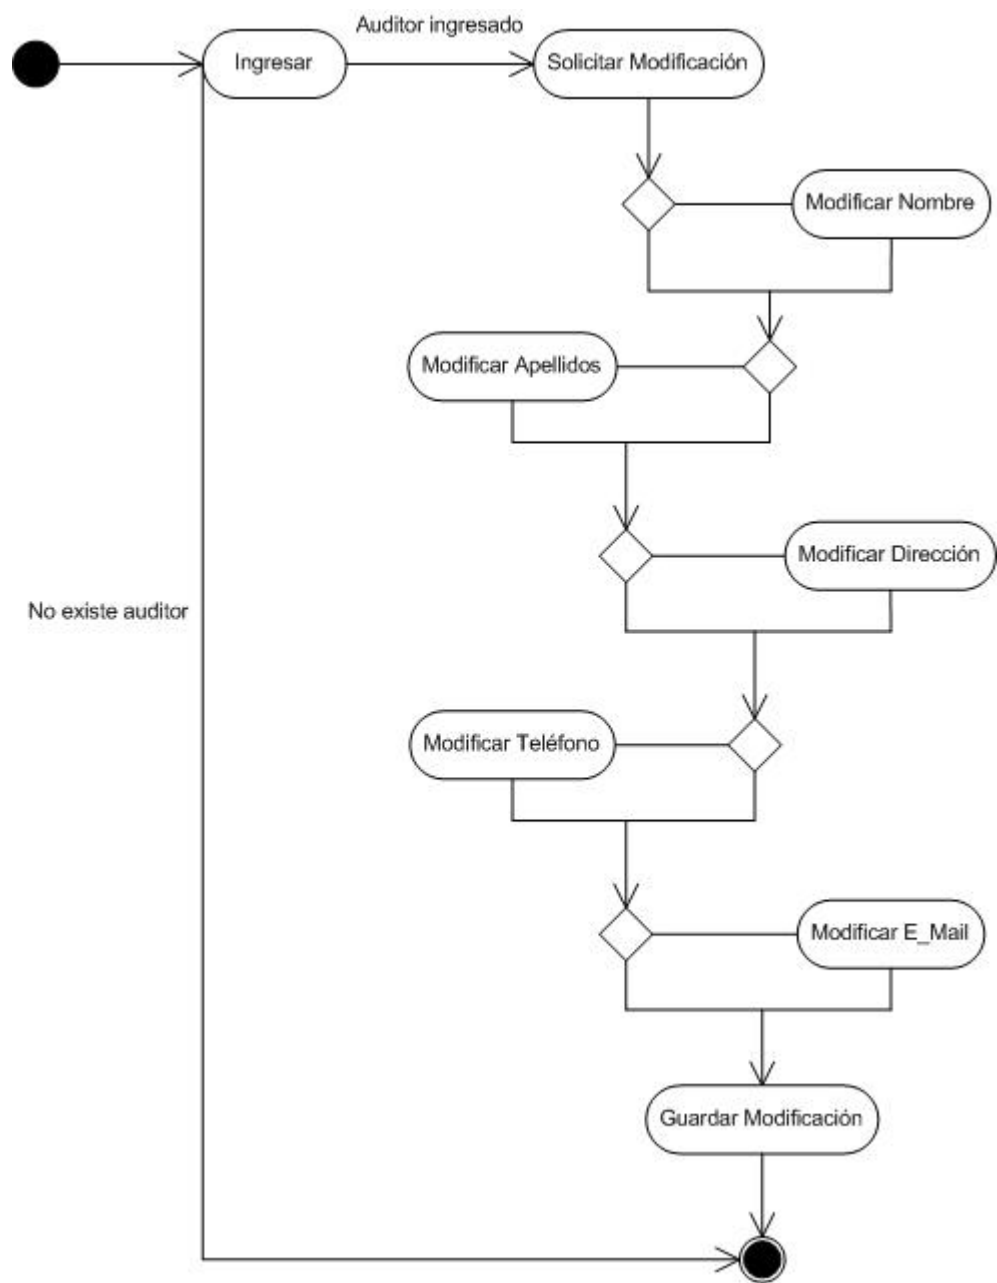 Auditor ingresado
Ingresar
Solicitar Modificación
Modificar Nombre
Modificar Apellidos
Modificar Dirección
No existe auditor
Modificar Teléfono
Modificar E_Mail
Guardar Modificación